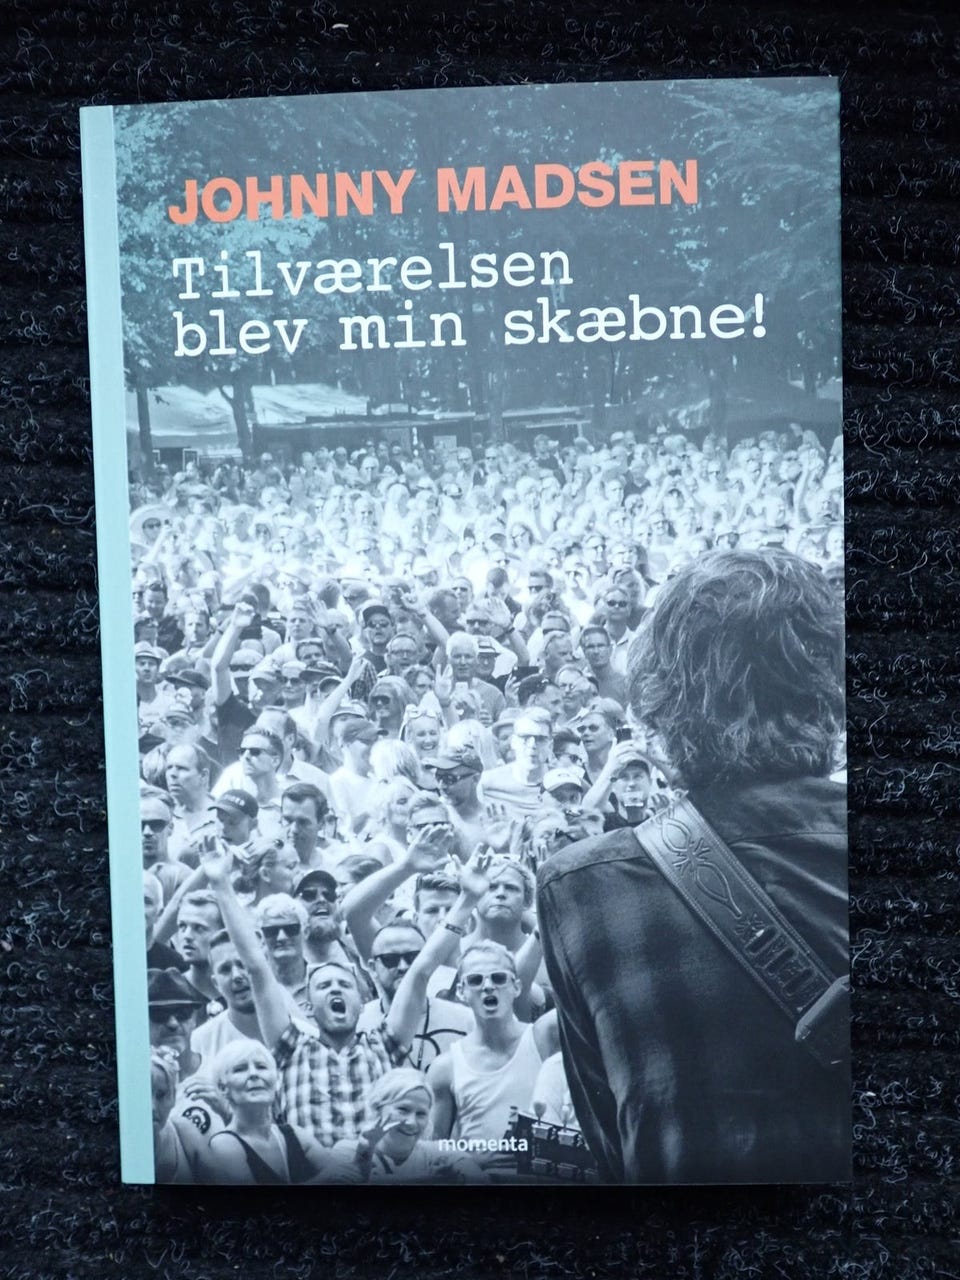 JOHNNY MADSEN
Tilværelsen
blev min skæbne!
momenta